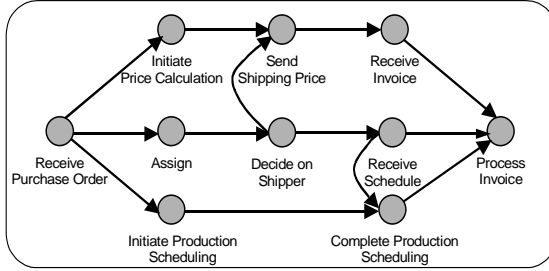 Initiate
Price Calculation
Send
Shipping Price
Receive
Invoice
Receive
Purchase Order
Assign
Decide on
Shipper
Receive
Schedule
Process
Invoice
Initiate Production
Scheduling
Complete Production
Scheduling